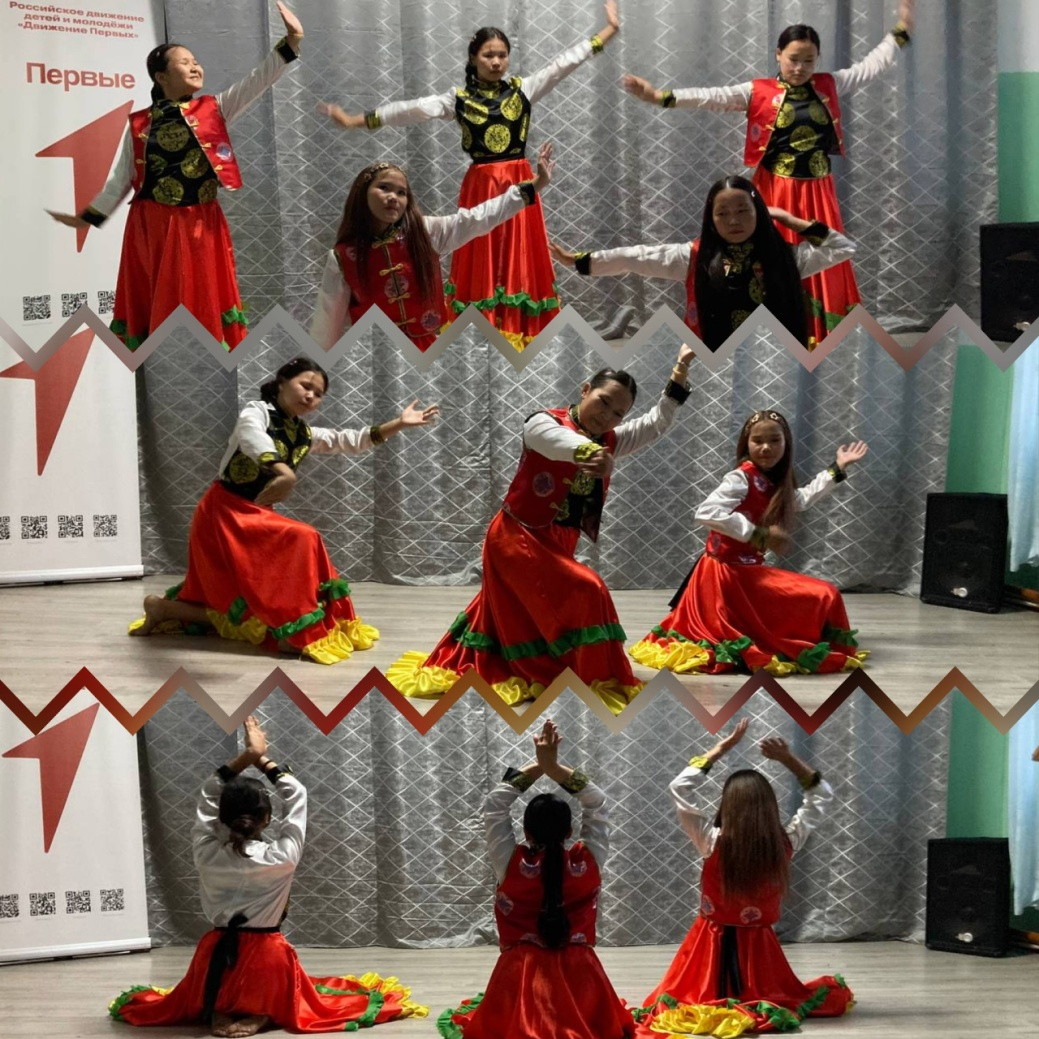 Российское движение
детей и молодёжи
«Движение Первых»
Первые